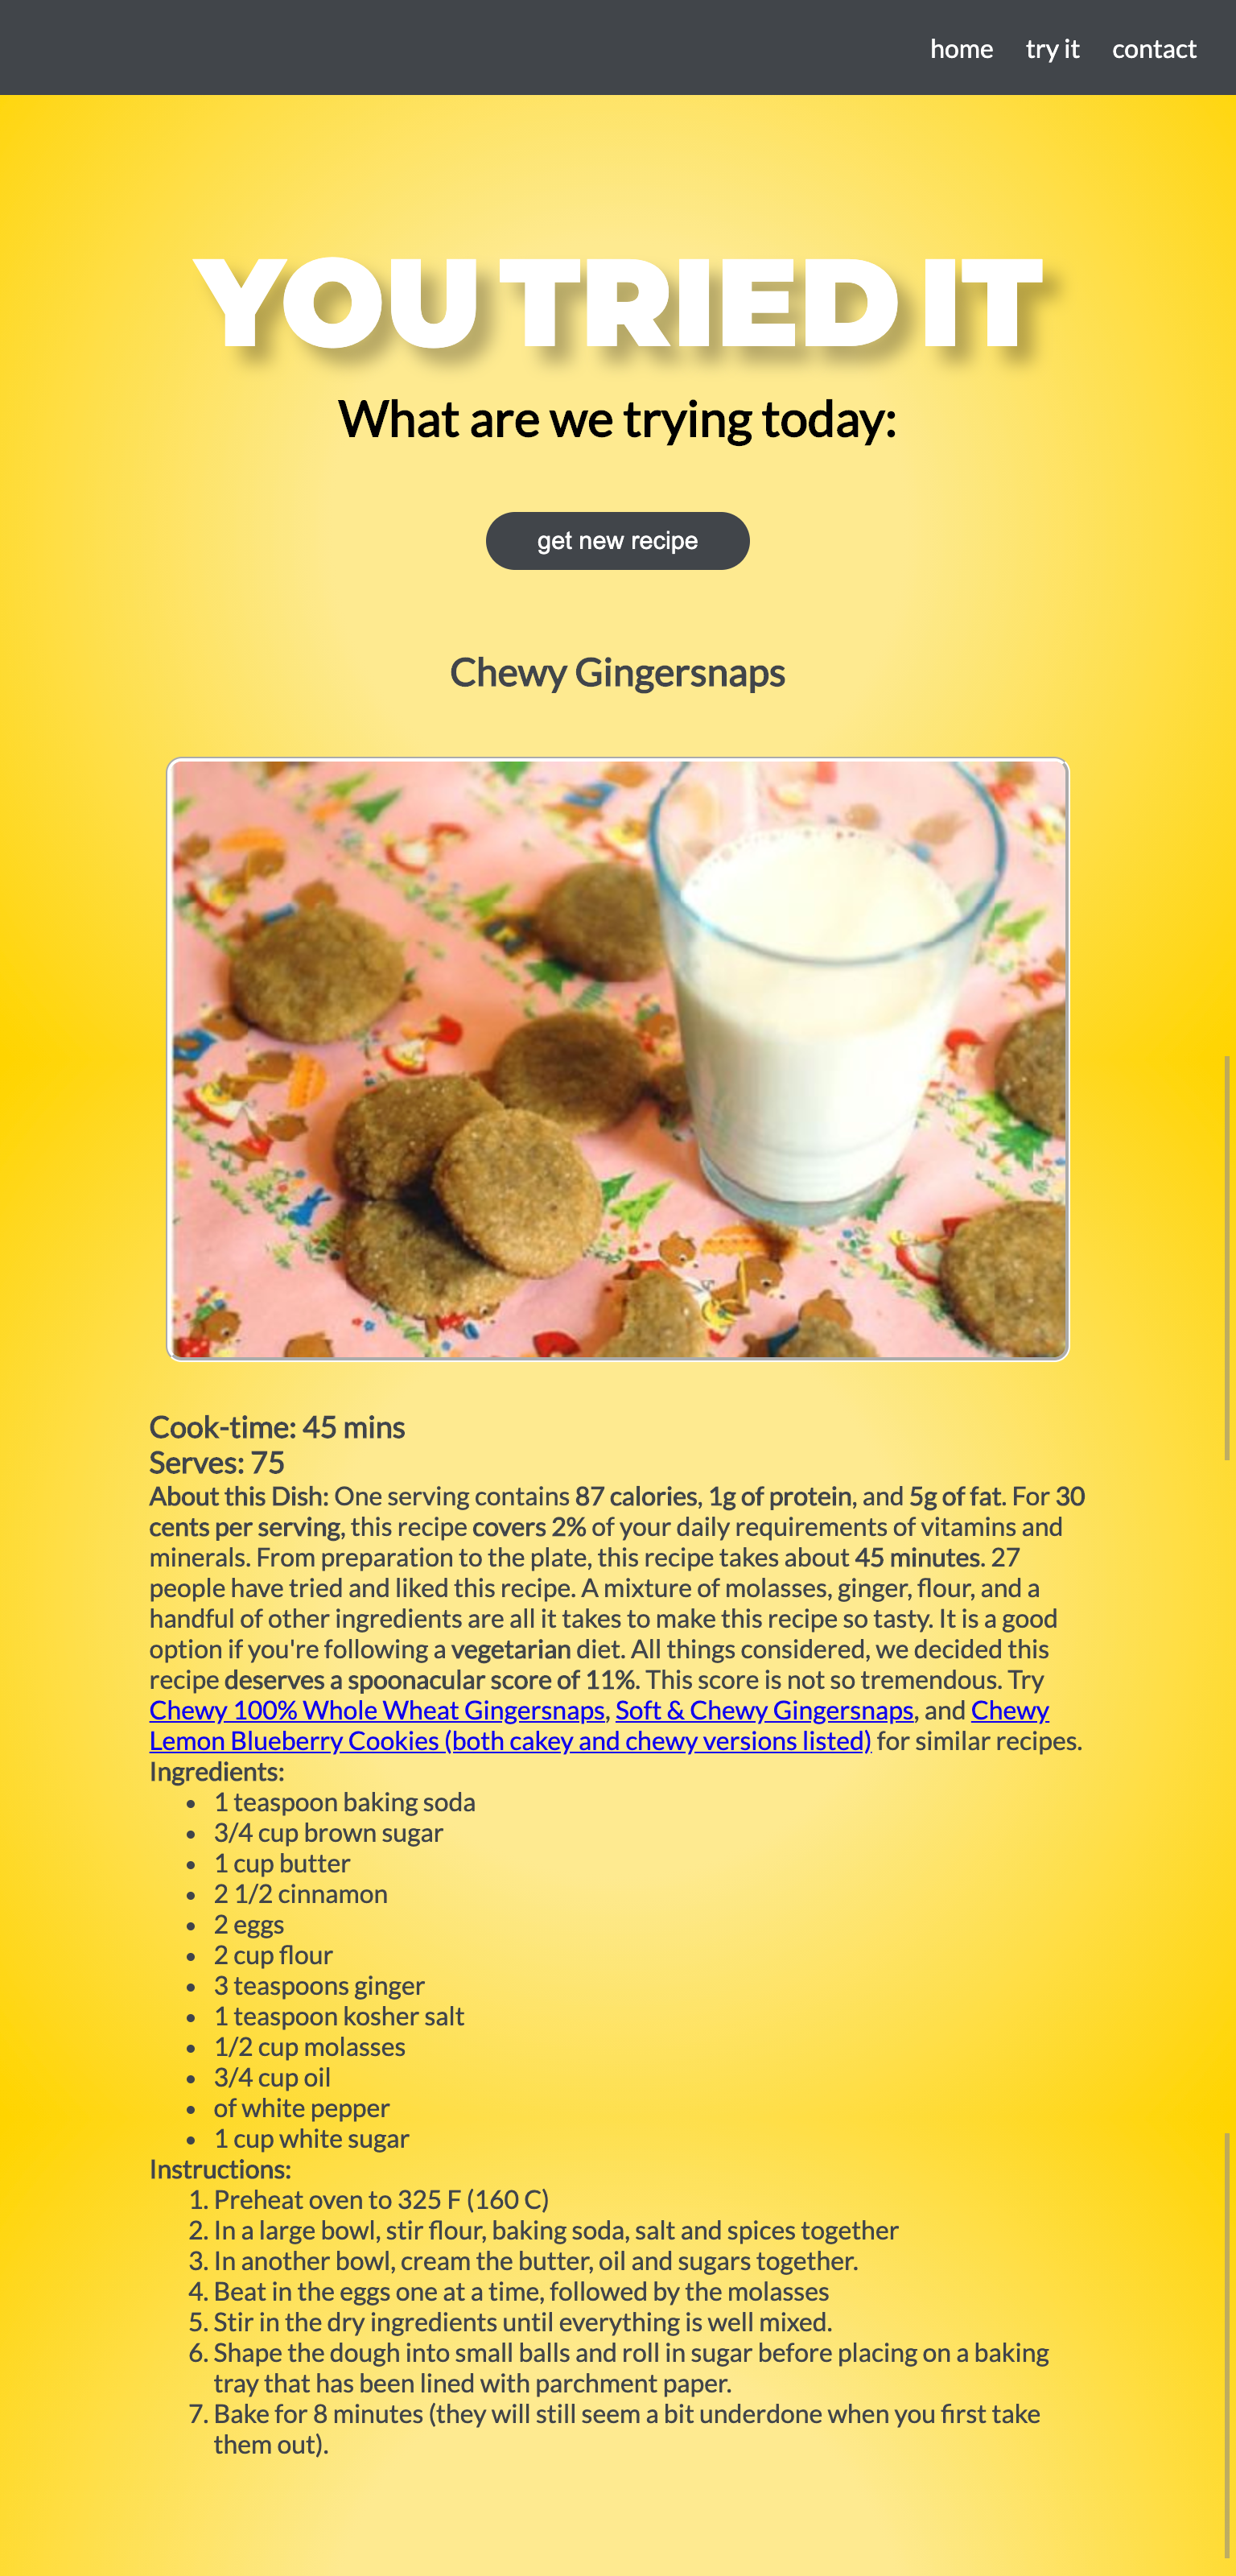 home try it contact
YOU TRIED IT
What are we trying today:
get new recipe
Chewy Gingersnaps
Cook-time: 45 mins
Serves: 75
About this Dish: One serving contains 87 calories, 1g of protein, and 5g of fat. For 30
cents per serving, this recipe covers 2% of your daily requirements of vitamins and
minerals. From preparation to the plate, this recipe takes about 45 minutes. 27
people have tried and liked this recipe. A mixture of molasses, ginger, flour, and a
handful of other ingredients are all it takes to make this recipe so tasty. It is a good
option if you're following a vegetarian diet. All things considered, we decided this
recipe deserves a spoonacular score of 11%. This score is not so tremendous. Try
Chewy 100% Whole Wheat Gingersnaps, Soft & Chewy Gingersnaps, and Chewy
Lemon Blueberry Cookies (both cakey and chewy versions listed) for similar recipes.
Ingredients:
• 1 teaspoon baking soda
• 3/4 cup brown sugar
• 1 cup butter
• 2 1/2 cinnamon
• 2 eggs
• 2 cup flour
• 3 teaspoons ginger
• 1 teaspoon kosher salt
• 1/2 cup molasses
• 3/4 cup oil
• of white pepper
• 1 cup white sugar
Instructions:
1. Preheat oven to 325 F (160 C)
2. In a large bowl, stir flour, baking soda, salt and spices together
3. In another bowl, cream the butter, oil and sugars together.
4. Beat in the eggs one at a time, followed by the molasses
5. Stir in the dry ingredients until everything is well mixed.
6. Shape the dough into small balls and roll in sugar before placing on a baking
tray that has been lined with parchment paper.
7. Bake for 8 minutes (they will still seem a bit underdone when you first take
them out).